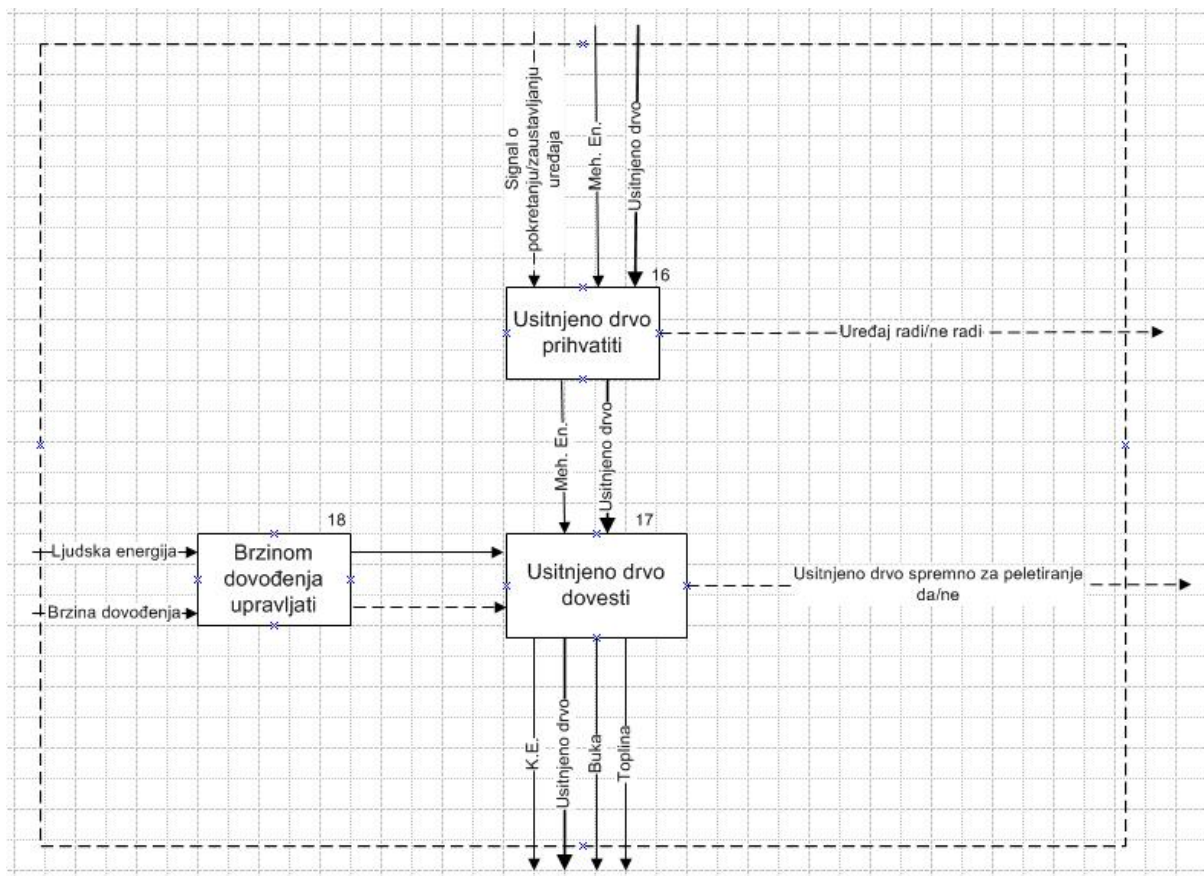 Signal o
pokretanju/zaustavljanju
uređaja
Meh. En.
Usitnjeno drvo
16
Usitnjeno drvo
prihvatiti
Uređaj radi/ne radi
Meh. En.
Usitnjeno drvo
18
17
Ljudska energija
Brzina dovođenja
Brzinom
dovođenja
upravljati
Usitnjeno drvo
dovesti
Usitnjeno drvo spremno za peletiranje
da/ne
K.E.
Usitnjeno drvo
Buka
Toplina